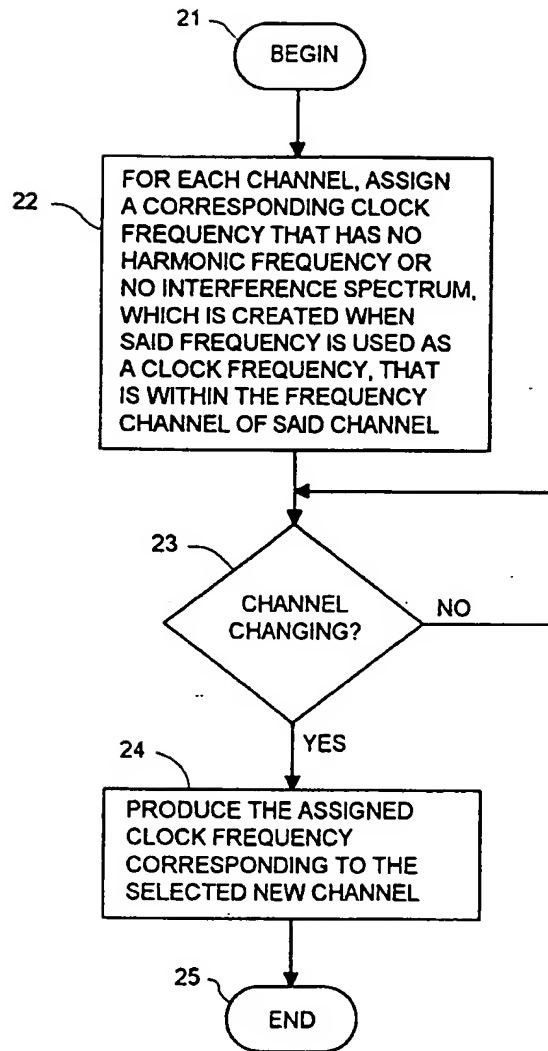 21
BEGIN
22
FOR EACH CHANNEL, ASSIGN
A CORRESPONDING CLOCK
FREQUENCY THAT HAS NO
HARMONIC FREQUENCY OR
NO INTERFERENCE SPECTRUM,
WHICH IS CREATED WHEN
SAID FREQUENCY IS USED AS
A CLOCK FREQUENCY, THAT
IS WITHIN THE FREQUENCY
CHANNEL OF SAID CHANNEL
23
CHANNEL
CHANGING?
NO
YES
24
PRODUCE THE ASSIGNED
CLOCK FREQUENCY
CORRESPONDING TO THE
SELECTED NEW CHANNEL
25
END